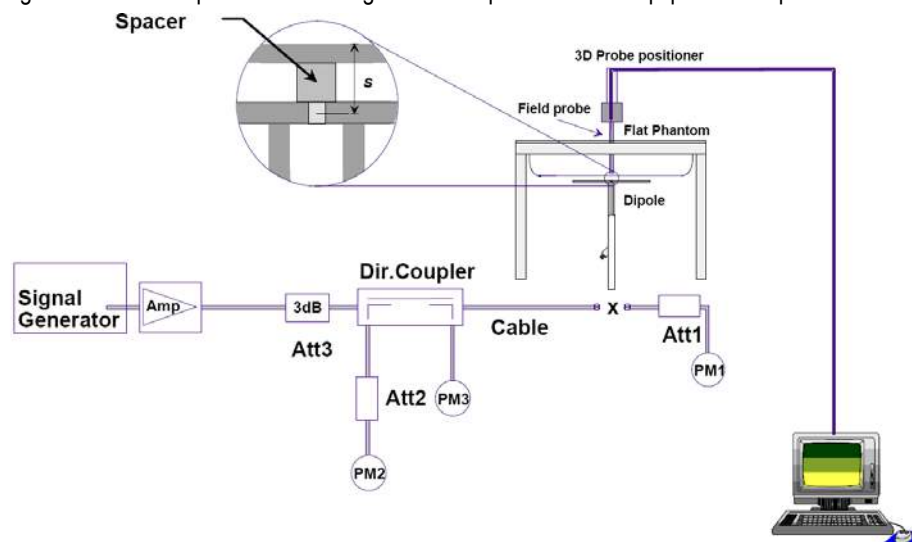 Spacer
s
3D Probe positioner
Field probe
Flat Phantom
Dipole
Dir.Coupler
Signal
Generator
Amp
3dB
Cable
X
Att3
Att1
PM1
Att2
PM3
PM2